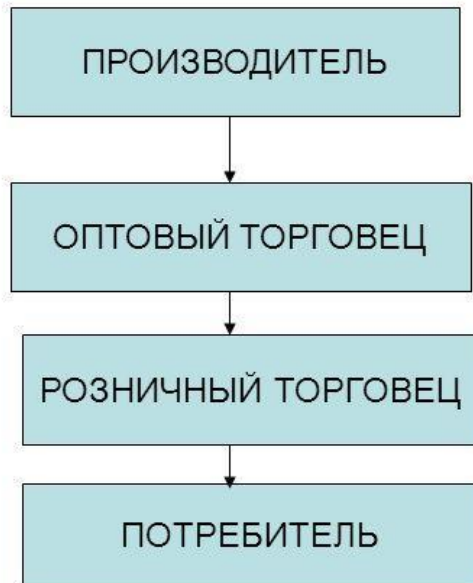 ПРОИЗВОДИТЕЛЬ
ОПТОВЫЙ ТОРГОВЕЦ
РОЗНИЧНЫЙ ТОРГОВЕЦ
ПОТРЕБИТЕЛЬ